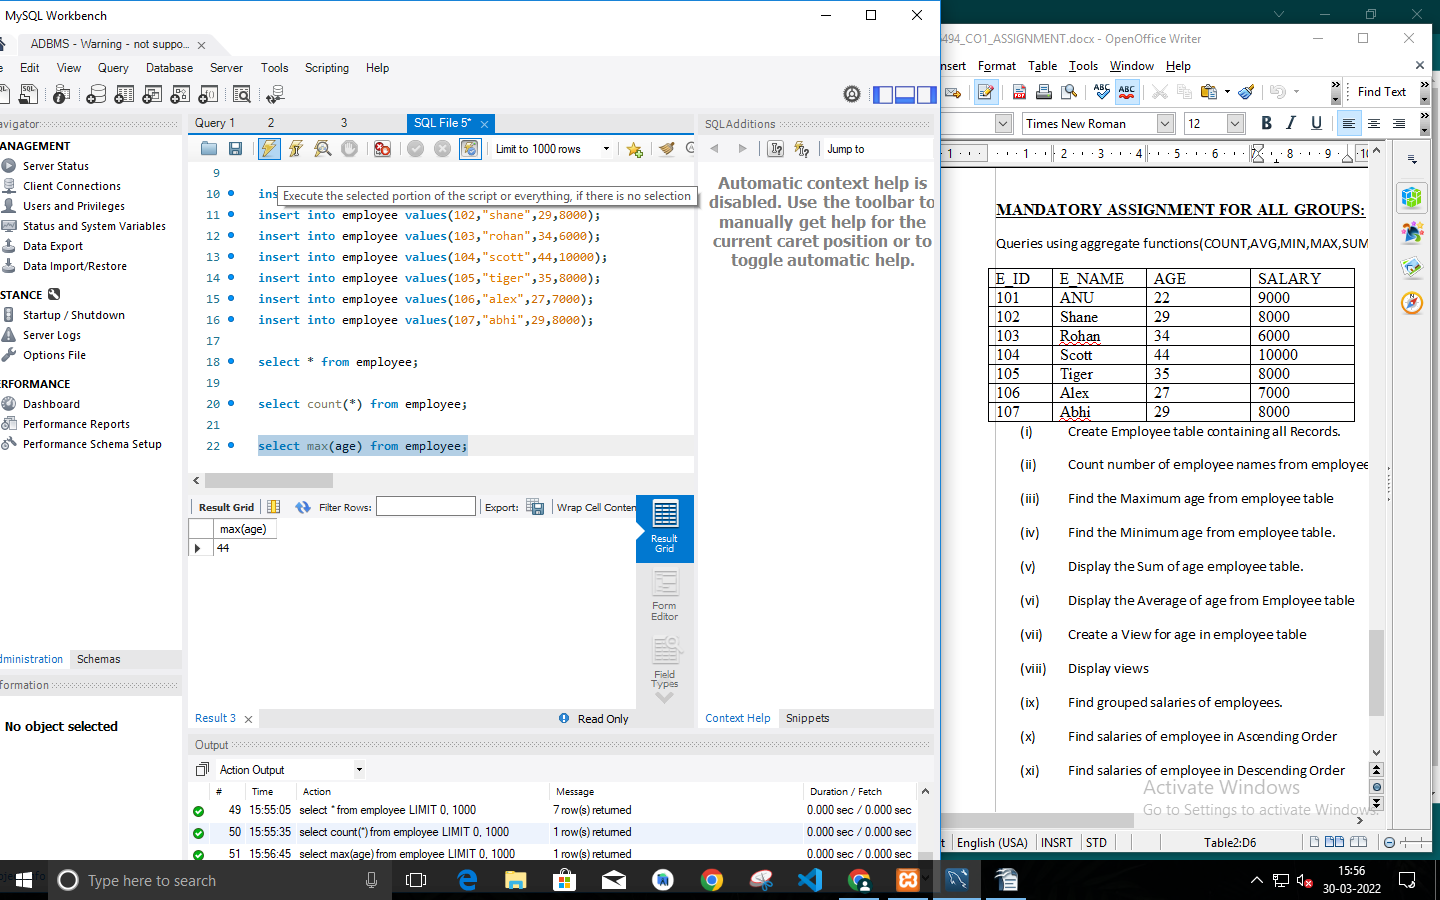 MySQL Workbench
ADBMS - Warning - not suppo...
Edit View Query Database Server Tools Scripting Help
ANAGEMENT
Server Status
Client Connections
Users and Privileges
Status and System Variables
Data Export
Data Import/Restore
STANCE
Startup / Shutdown
Server Logs
Options File
RFORMANCE
Dashboard
Performance Reports
Performance Schema Setup
dministration Schemas
formation
No object selected
Query 1 2 3 SQL File 5*
Limit to 1000 rows
9
10 ins
Execute the selected portion of the script or everything, if there is no selection
11 insert into employee values(102,"shane",29,8000);
12 insert into employee values(103,"rohan",34,6000);
13 insert into employee values(104,"scott",44,10000);
14 insert into employee values(105,"tiger",35,8000);
15 insert into employee values(106,"alex",27,7000);
16 insert into employee values(107,"abhi",29,8000);
17
18 select * from employee;
19
20 select count(*) from employee;
21
22 select max(age) from employee;
Result Grid Filter Rows: Export: Wrap Cell Conten
max(age)
44
Result Grid
Form Editor
Field Types
Result 3 Read Only
SQLAdditions
Jump to
Automatic context help is
disabled. Use the toolbar to
manually get help for the
current caret position or to
toggle automatic help.
Context Help Snippets
Output
Action Output
# Time Action Message Duration / Fetch
49 15:55:05 select * from employee LIMIT 0, 1000 7 row(s) returned 0.000 sec / 0.000 sec
50 15:55:35 select count(*) from employee LIMIT 0, 1000 1 row(s) returned 0.000 sec / 0.000 sec
51 15:56:45 select max(age) from employee LIMIT 0, 1000 1 row(s) returned 0.000 sec / 0.000 sec
494_CO1_ASSIGNMENT.docx - OpenOffice Writer
nsert Format Table Tools Window Help
Find Text
Times New Roman 12 B I U
1 1 2 3 4 5 6 8 9 10
MANDATORY ASSIGNMENT FOR ALL GROUPS:
Queries using aggregate functions(COUNT,AVG,MIN,MAX,SUM
E_ID E_NAME AGE SALARY
101 ANU 22 9000
102 Shane 29 8000
103 Rohan 34 6000
104 Scott 44 10000
105 Tiger 35 8000
106 Alex 27 7000
107 Abhi 29 8000
(i) Create Employee table containing all Records.
(ii) Count number of employee names from employee
(iii) Find the Maximum age from employee table
(iv) Find the Minimum age from employee table.
(v) Display the Sum of age employee table.
(vi) Display the Average of age from Employee table
(vii) Create a View for age in employee table
(viii) Display views
(ix) Find grouped salaries of employees.
(x) Find salaries of employee in Ascending Order
(xi) Find salaries of employee in Descending Order
Activate Windows
Go to Settings to activate Windows.
English (USA) INSRT STD Table2:D6
Type here to search
15:56
30-03-2022